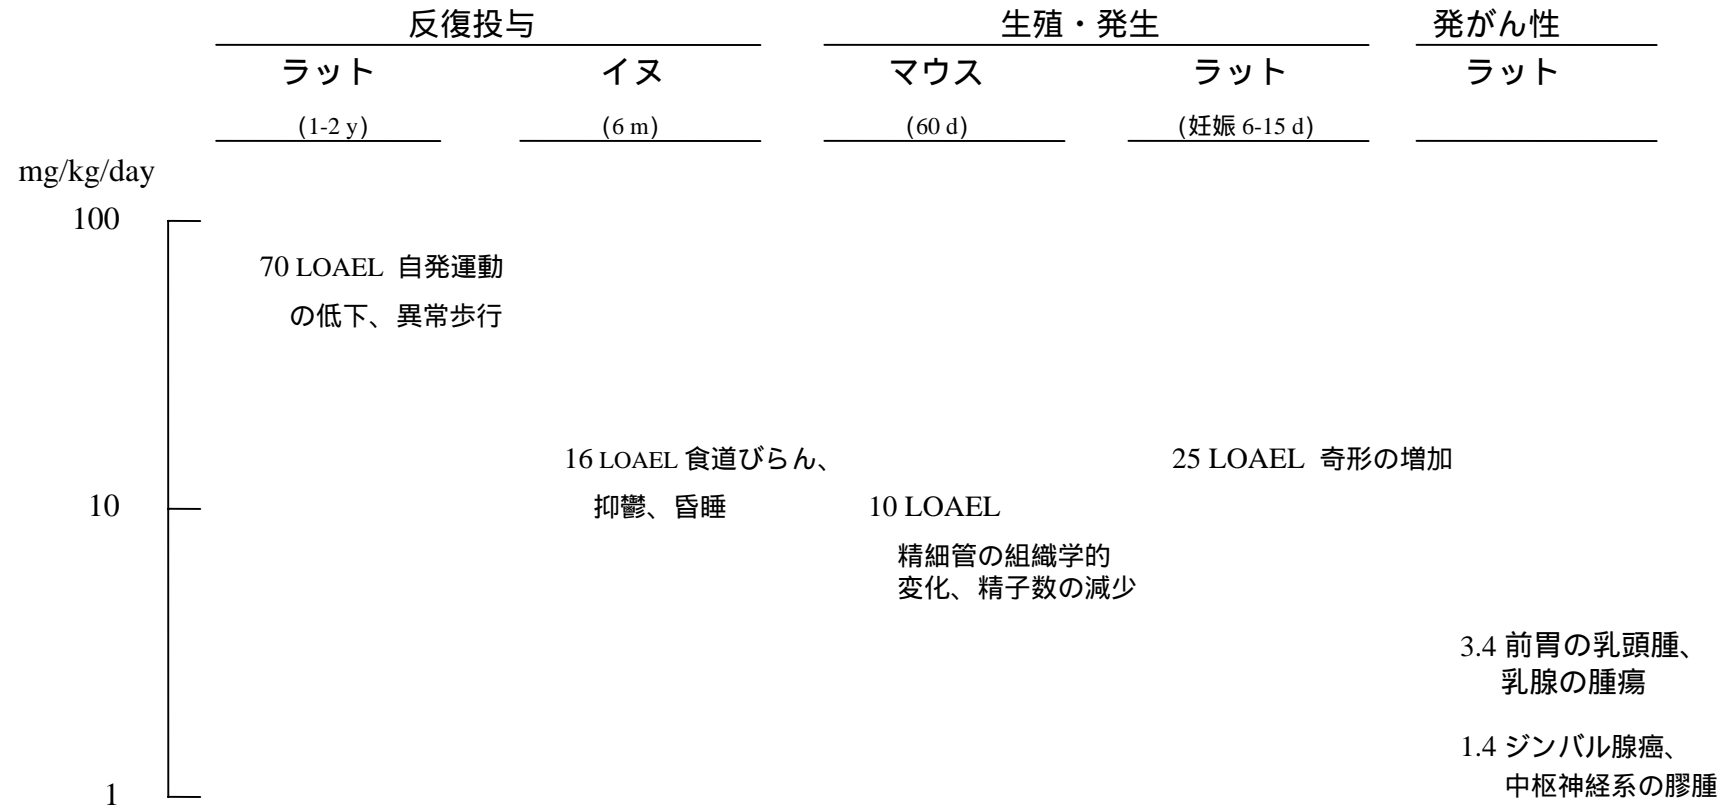 反復投与 生殖・発生 発がん性
ラット イヌ マウス ラット ラット
(1-2 y) (6 m) (60 d) (妊娠 6-15 d)
mg/kg/day
100
70 LOAEL 自発運動
の低下、異常歩行
16 LOAEL 食道びらん、
抑鬱、昏睡
25 LOAEL 奇形の増加
10
10 LOAEL
精細管の組織学的
変化、精子数の減少
3.4 前胃の乳頭腫、
乳腺の腫瘍
1.4 ジンバル腺癌、
中枢神経系の膠腫
1